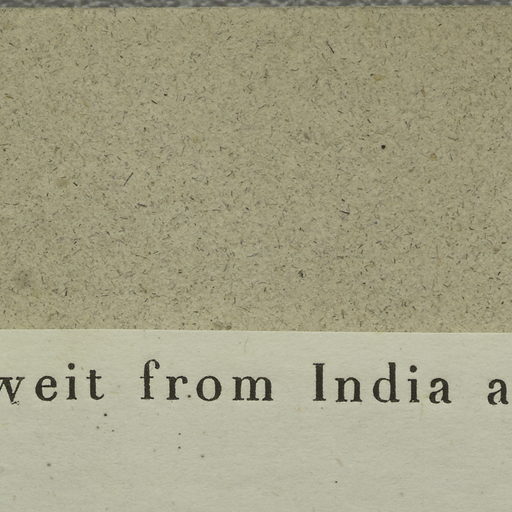 weit from India a